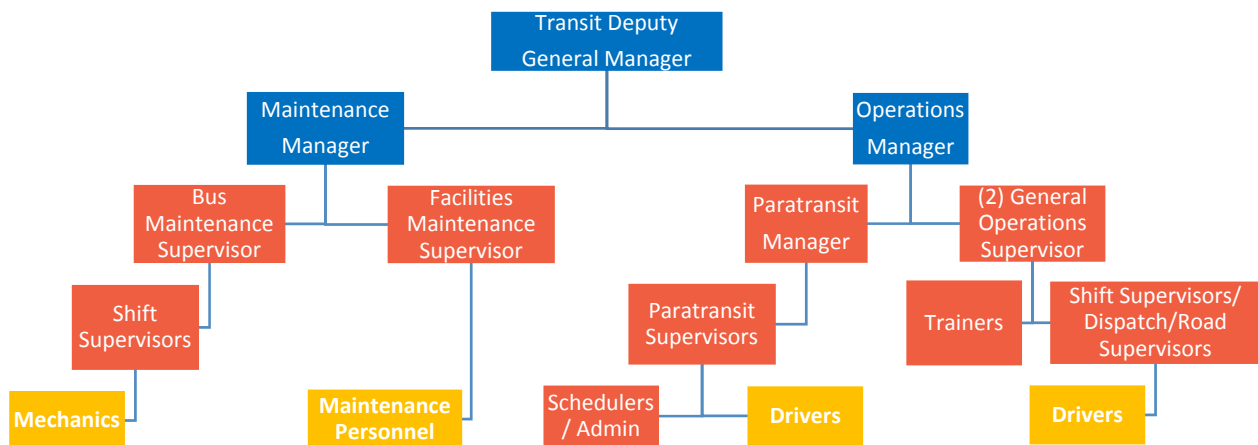 Transit Deputy
General Manager
Maintenance
Manager
Operations
Manager
Bus
Maintenance
Supervisor
Facilities
Maintenance
Supervisor
Paratransit
Manager
(2) General
Operations
Supervisor
Shift
Supervisors
Paratransit
Supervisors
Trainers
Shift Supervisors/
Dispatch/Road
Supervisors
Mechanics
Maintenance
Personnel
Schedulers
/ Admin
Drivers
Drivers